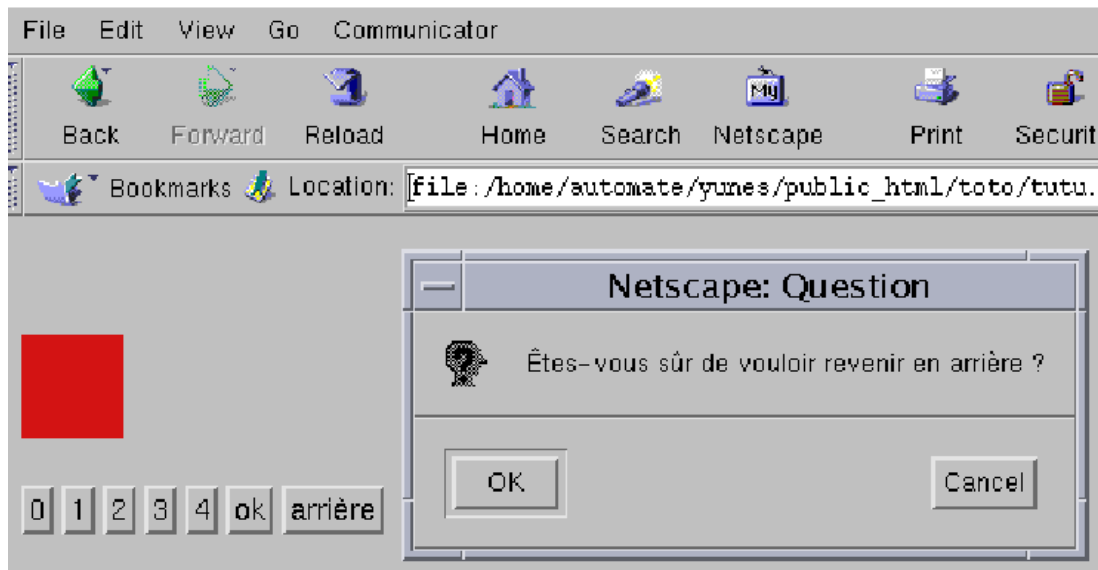 File Edit View Go Communicator
My
Back Forward Reload Home Search Netscape Print Securit
Bookmarks Location: file:/home/automate/yunes/public_html/toto/tutu.
Netscape: Question
?
Êtes-vous sûr de vouloir revenir en arrière ?
OK Cancel
0 1 2 3 4 ok arrière